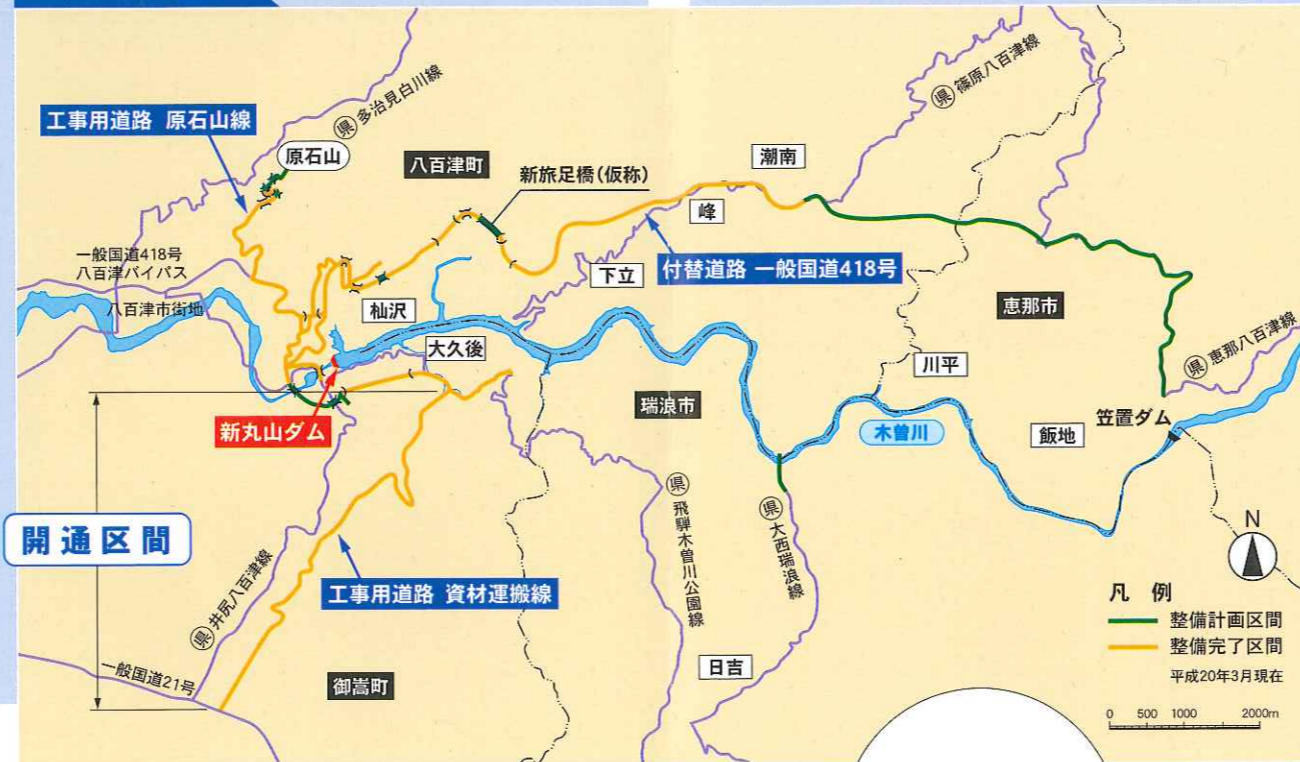 工事用道路 原石山線
県 多治見白川線
原石山
八百津町
新旅足橋(仮称)
潮南
県 篠原八百津線
峰
一般国道418号
八百津バイパス
八百津市街地
下立
付替道路 一般国道418号
恵那市
杣沢
大久後
川平
県 恵那八百津線
新丸山ダム
瑞浪市
木曽川
飯地
笠置ダム
開通区間
県 井尻八百津線
工事用道路 資材運搬線
県 飛騨木曽川公園線
県 大西瑞浪線
N
凡 例
整備計画区間
整備完了区間
平成20年3月現在
一般国道21号
御嵩町
日吉
0 500 1000 2000m